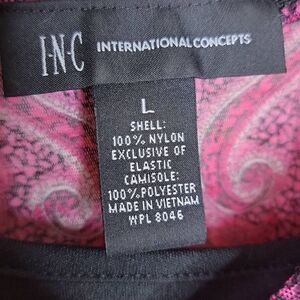 I·N·C INTERNATIONAL CONCEPTS
L
SHELL:
100% NYLON
EXCLUSIVE OF
ELASTIC
CAMISOLE:
100% POLYESTER
MADE IN VIETNAM
WPL 8046